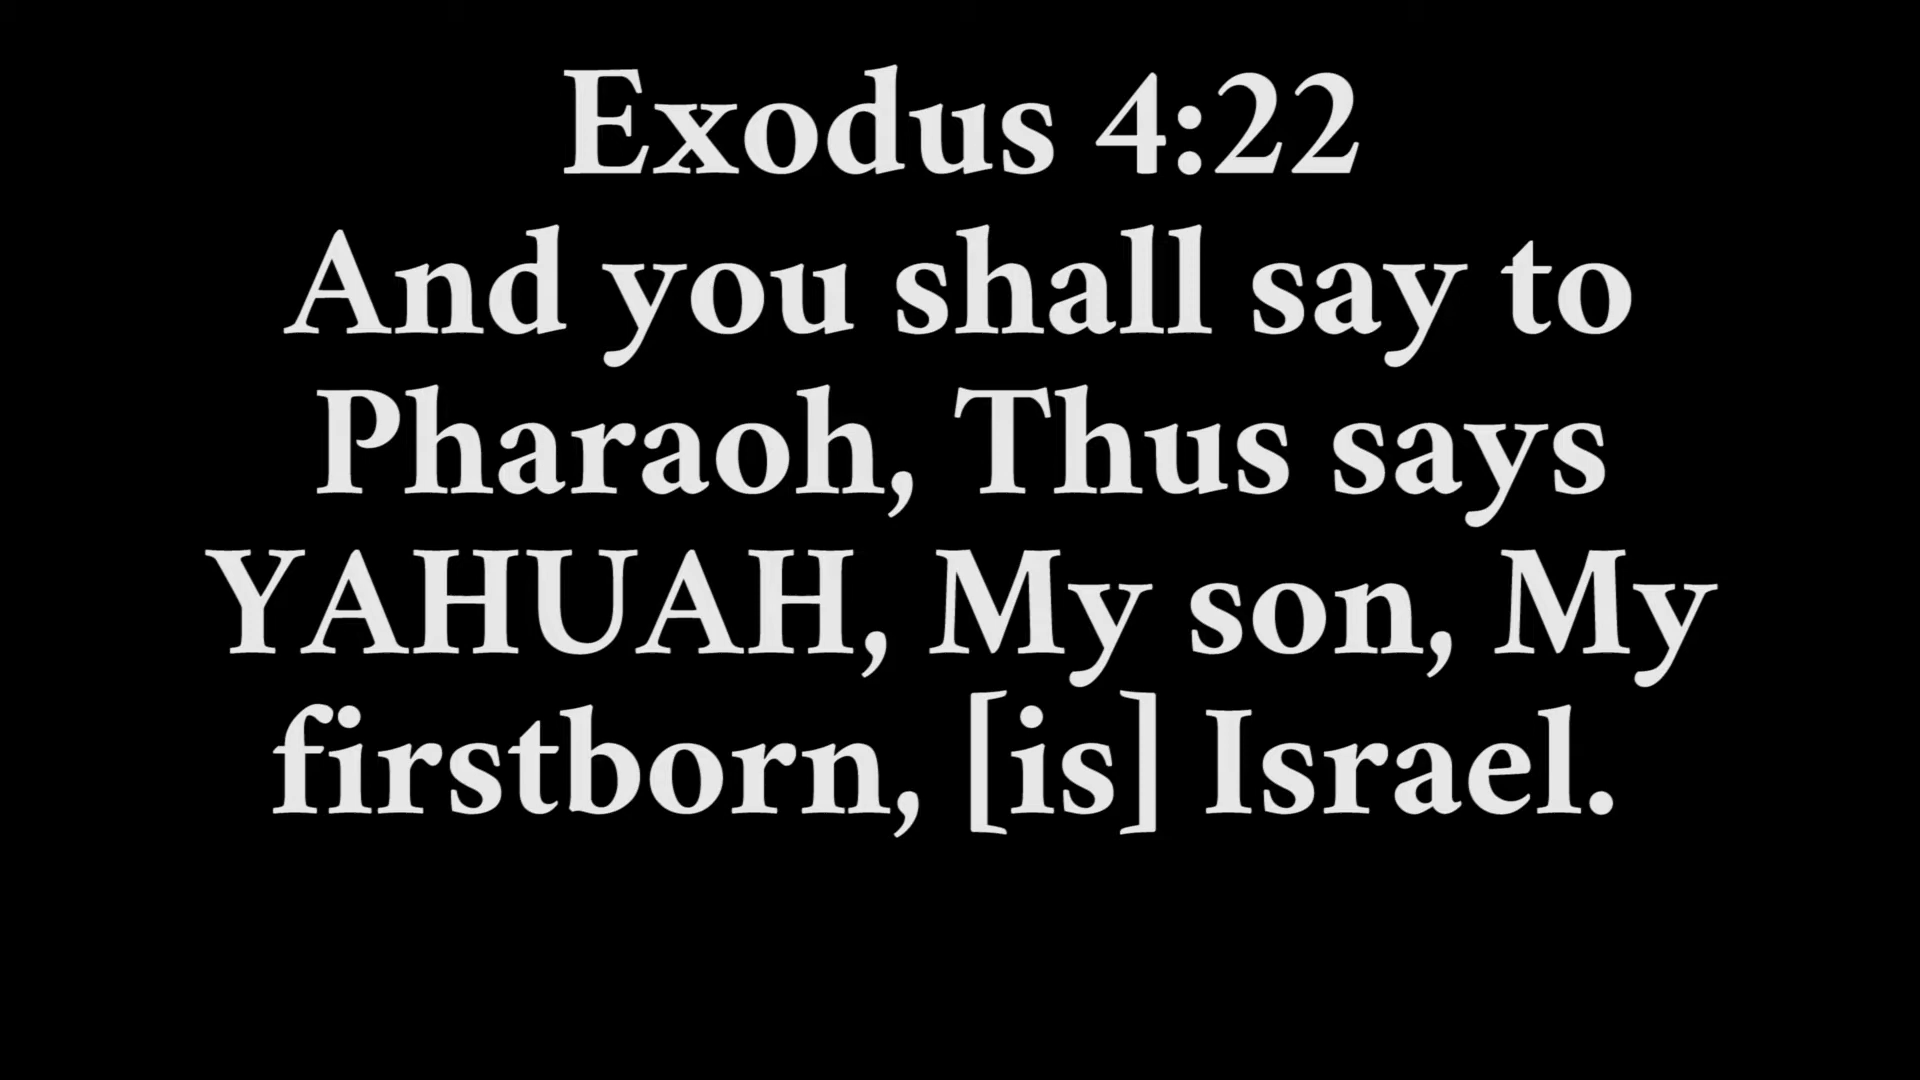 Exodus 4:22
And you shall say to
Pharaoh, Thus says
YAHUAH, My son, My
firstborn, [is] Israel.